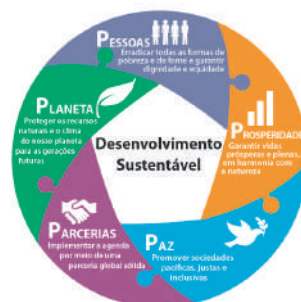 PESSOAS
Erradicar todas as formas de
pobreza e de fome e garantir
dignidade e equidade
PROSPERIDADE
Garantir vidas
prósperas e plenas,
em harmonia com
a natureza
PAZ
Promover sociedades
pacíficas, justas e
inclusivas
PARCERIAS
Implementar a agenda
por meio de uma
parceria global sólida
PLANETA
Proteger os recursos
naturais e o clima
do nosso planeta
para as gerações
futuras
Desenvolvimento
Sustentável